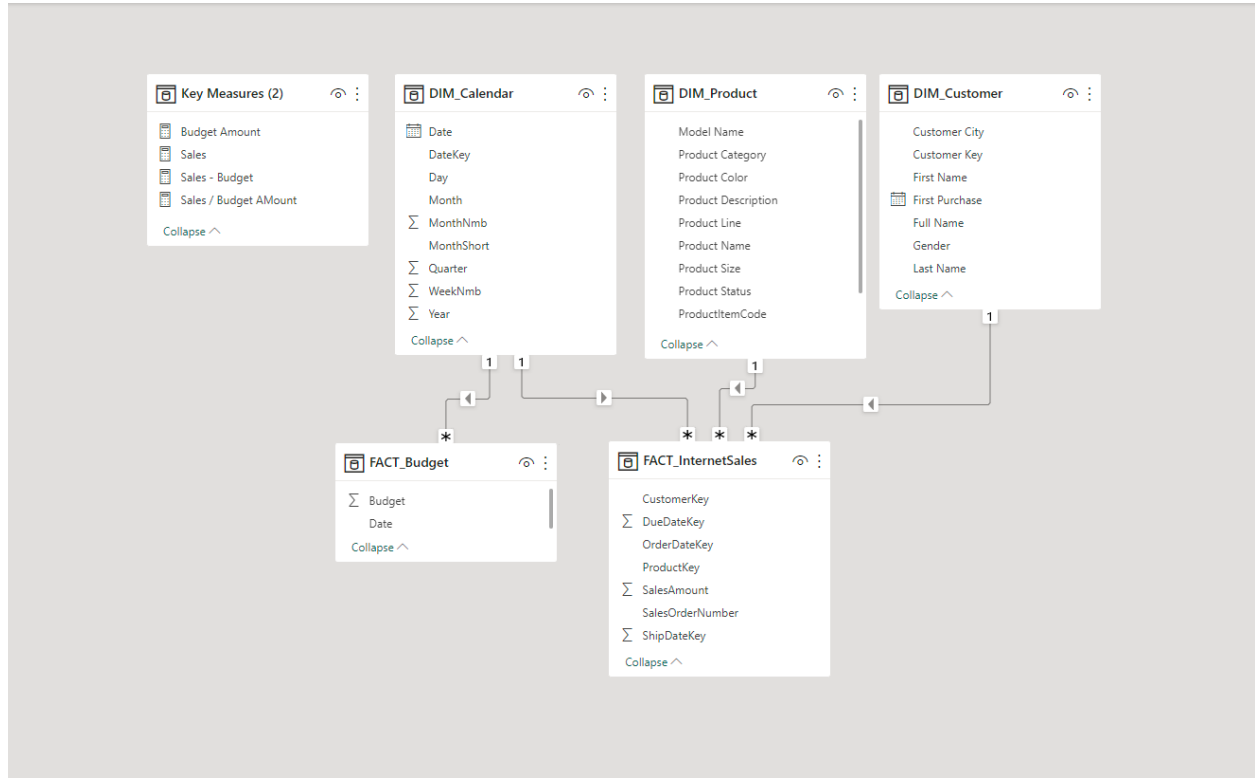 Key Measures (2)
Budget Amount
Sales
Sales - Budget
Sales / Budget AMount
Collapse
DIM_Calendar
Date
DateKey
Day
Month
MonthNmb
MonthShort
Quarter
WeekNmb
Year
Collapse
DIM_Product
Model Name
Product Category
Product Color
Product Description
Product Line
Product Name
Product Size
Product Status
ProductItemCode
Collapse
DIM_Customer
Customer City
Customer Key
First Name
First Purchase
Full Name
Gender
Last Name
Collapse
1
1
1
1
*
*
*
*
FACT_Budget
Budget
Date
Collapse
FACT_InternetSales
CustomerKey
DueDateKey
OrderDateKey
ProductKey
SalesAmount
SalesOrderNumber
ShipDateKey
Collapse